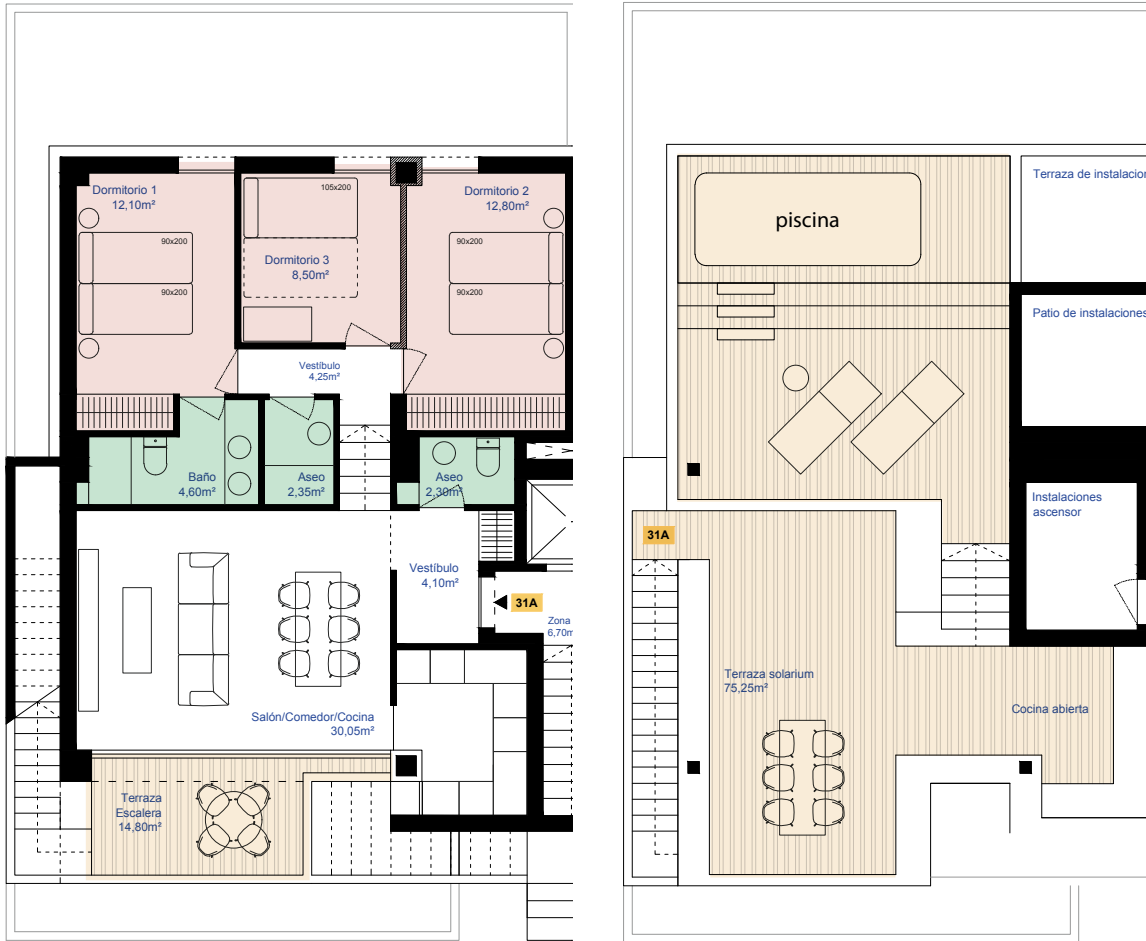 Dormitorio 1
12,10m²
90x200
90x200
105x200
Dormitorio 3
8,50m²
Dormitorio 2
12,80m²
90x200
90x200
Vestíbulo
4,25m²
Baño
4,60m²
Aseo
2,35m²
Aseo
2,30m²
Vestíbulo
4,10m²
31A
Zona
6,70m
Salón/Comedor/Cocina
30,05m²
Terraza
Escalera
14,80m²
piscina
Terraza de instalacion
Patio de instalaciones
Instalaciones
ascensor
31A
Terraza solarium
75,25m²
Cocina abierta